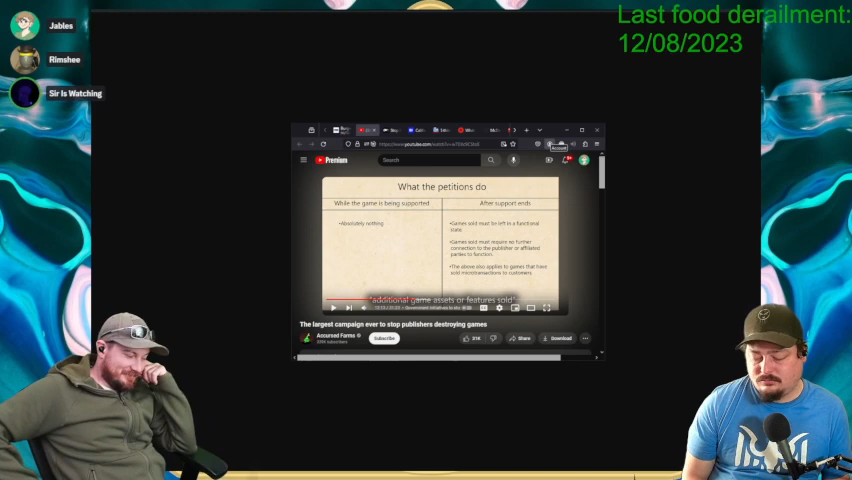 Last food derailment:
12/08/2023
Jables
Rimshee
Sir Is Watching
Account
Premium
Search
What the petitions do
While the game is being supported
After support ends
•Absolutely nothing
•Games sold must be left in a functional
state
•Games sold must require no further
connection to the publisher or affiliated
parties to function.
•The above also applies to games that have
sold microtransactions to customers.
"additional game assets or features sold"
The largest campaign ever to stop publishers destroying games
Accursed Farms
Subscribe
Share
Download